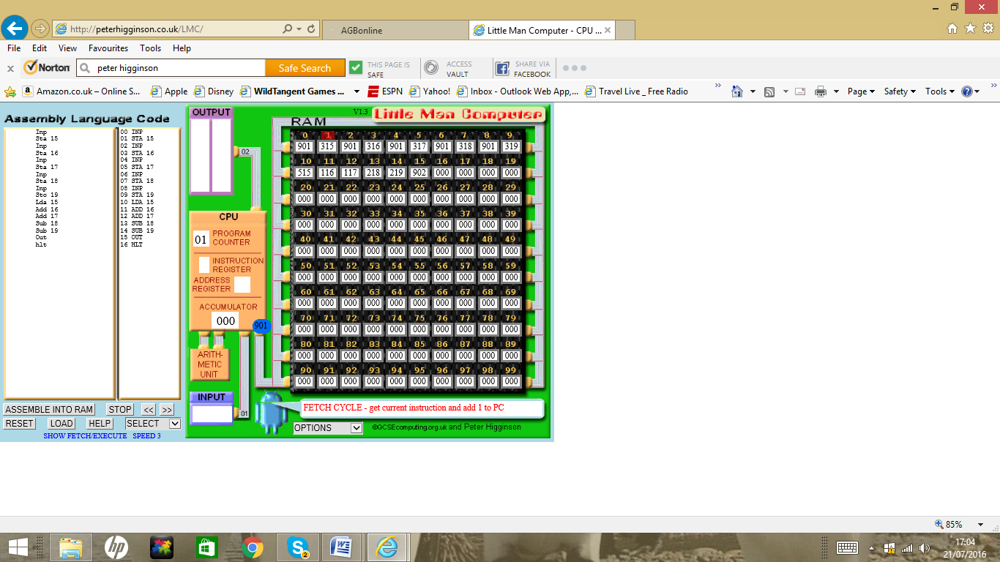 http://peterhigginson.co.uk/LMC/
AGBonline
Little Man Computer - CPU ...
File Edit View Favourites Tools Help
x Norton peter higginson Safe Search THIS PAGE IS SAFE ACCESS VAULT SHARE VIA FACEBOOK
Amazon.co.uk – Online S... Apple Disney WildTangent Games ... ESPN Yahoo! Inbox - Outlook Web App,... Travel Live _ Free Radio » Page Safety Tools »
Assembly Language Code
Inp
Sta 15
Inp
Sta 16
Inp
Sta 17
Inp
Sta 18
Inp
Sto 19
Lda 15
Add 16
Add 17
Sub 18
Sub 19
Out
hlt
00 INP
01 STA 15
02 INP
03 STA 16
04 INP
05 STA 17
06 INP
07 STA 18
08 INP
09 STA 19
10 LDA 15
11 ADD 16
12 ADD 17
13 SUB 18
14 SUB 19
15 OUT
16 HLT
ASSEMBLE INTO RAM STOP << >>
RESET LOAD HELP SELECT
SHOW FETCH/EXECUTE SPEED 3
OUTPUT
02
CPU
01 PROGRAM COUNTER
INSTRUCTION REGISTER
ADDRESS REGISTER
ACCUMULATOR
000
901
ARITH-
METIC
UNIT
INPUT
01
V1.3 Little Man Computer
RAM
0 1 2 3 4 5 6 7 8 9
901 315 901 316 901 317 901 318 901 319
10 11 12 13 14 15 16 17 18 19
515 116 117 218 219 902 000 000 000 000
20 21 22 23 24 25 26 27 28 29
000 000 000 000 000 000 000 000 000 000
30 31 32 33 34 35 36 37 38 39
000 000 000 000 000 000 000 000 000 000
40 41 42 43 44 45 46 47 48 49
000 000 000 000 000 000 000 000 000 000
50 51 52 53 54 55 56 57 58 59
000 000 000 000 000 000 000 000 000 000
60 61 62 63 64 65 66 67 68 69
000 000 000 000 000 000 000 000 000 000
70 71 72 73 74 75 76 77 78 79
000 000 000 000 000 000 000 000 000 000
80 81 82 83 84 85 86 87 88 89
000 000 000 000 000 000 000 000 000 000
90 91 92 93 94 95 96 97 98 99
000 000 000 000 000 000 000 000 000 000
FETCH CYCLE - get current instruction and add 1 to PC
OPTIONS ©GCSEcomputing.org.uk and Peter Higginson
85%
17:04
21/07/2016